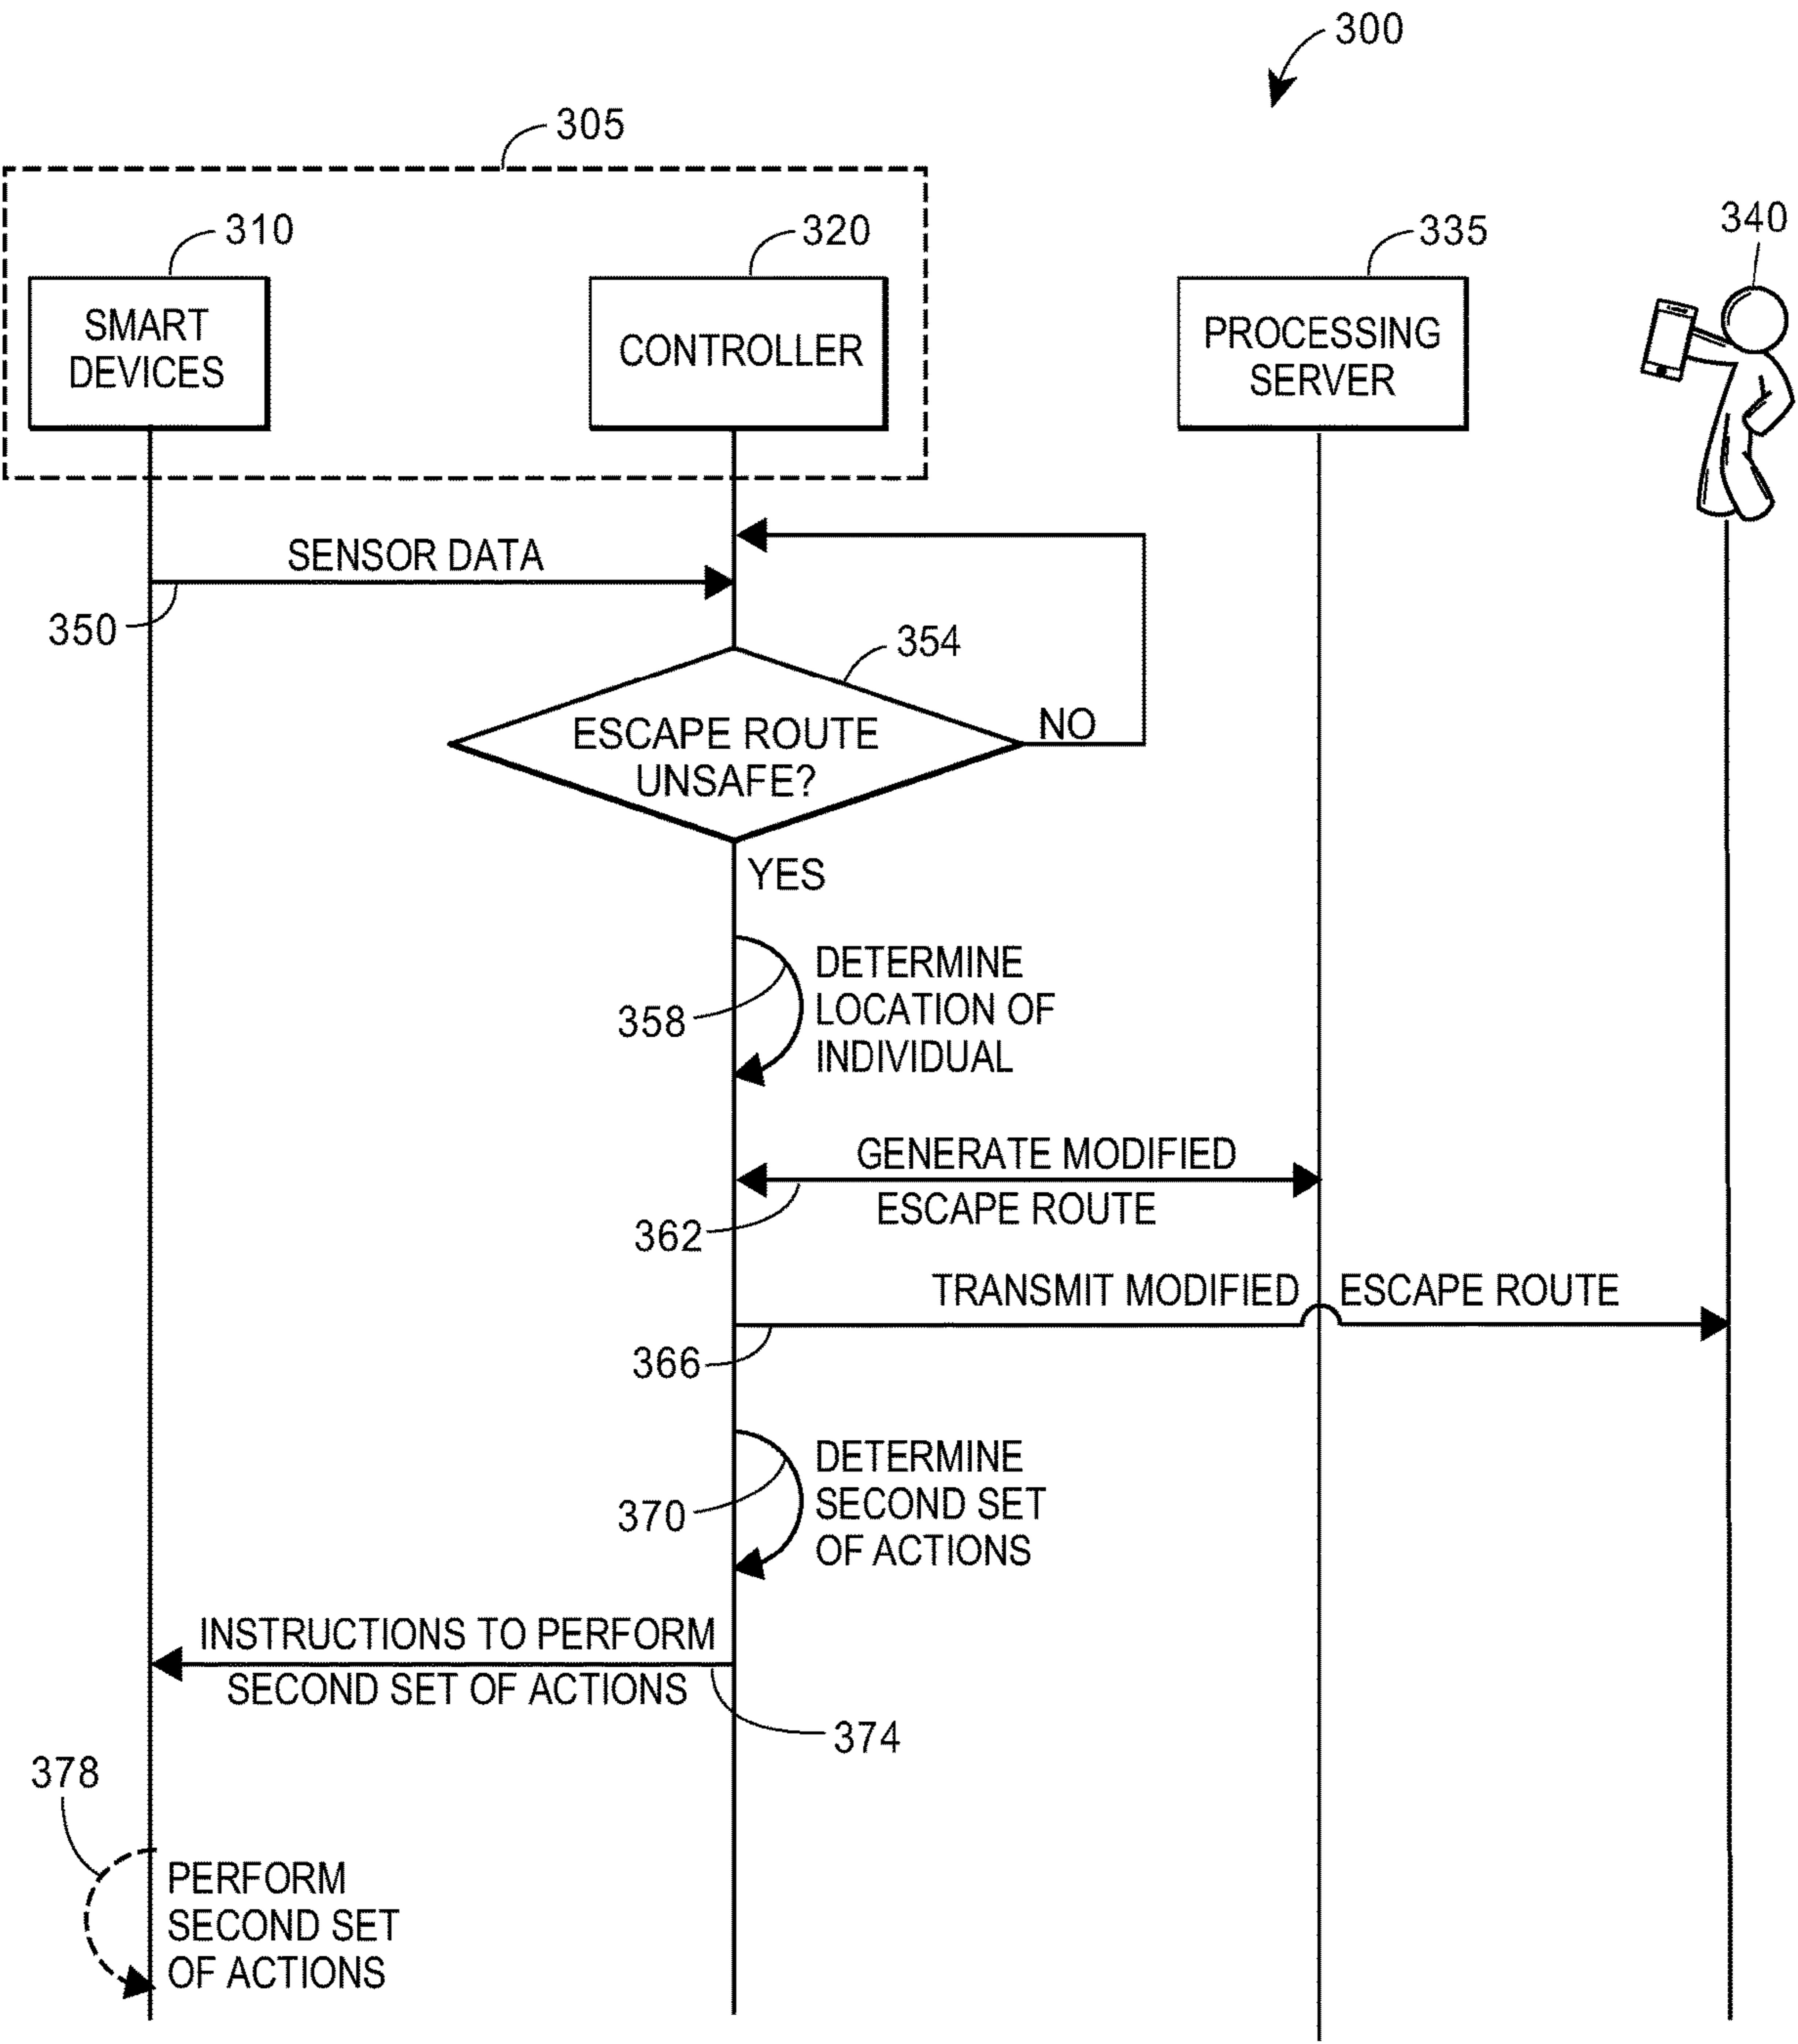 300
305
310
320
335
340
SMART
DEVICES
CONTROLLER
PROCESSING
SERVER
SENSOR DATA
350
354
ESCAPE ROUTE
UNSAFE?
NO
YES
358
DETERMINE
LOCATION OF
INDIVIDUAL
GENERATE MODIFIED
ESCAPE ROUTE
362
TRANSMIT MODIFIED ESCAPE ROUTE
366
370
DETERMINE
SECOND SET
OF ACTIONS
INSTRUCTIONS TO PERFORM
SECOND SET OF ACTIONS
374
378
PERFORM
SECOND SET
OF ACTIONS